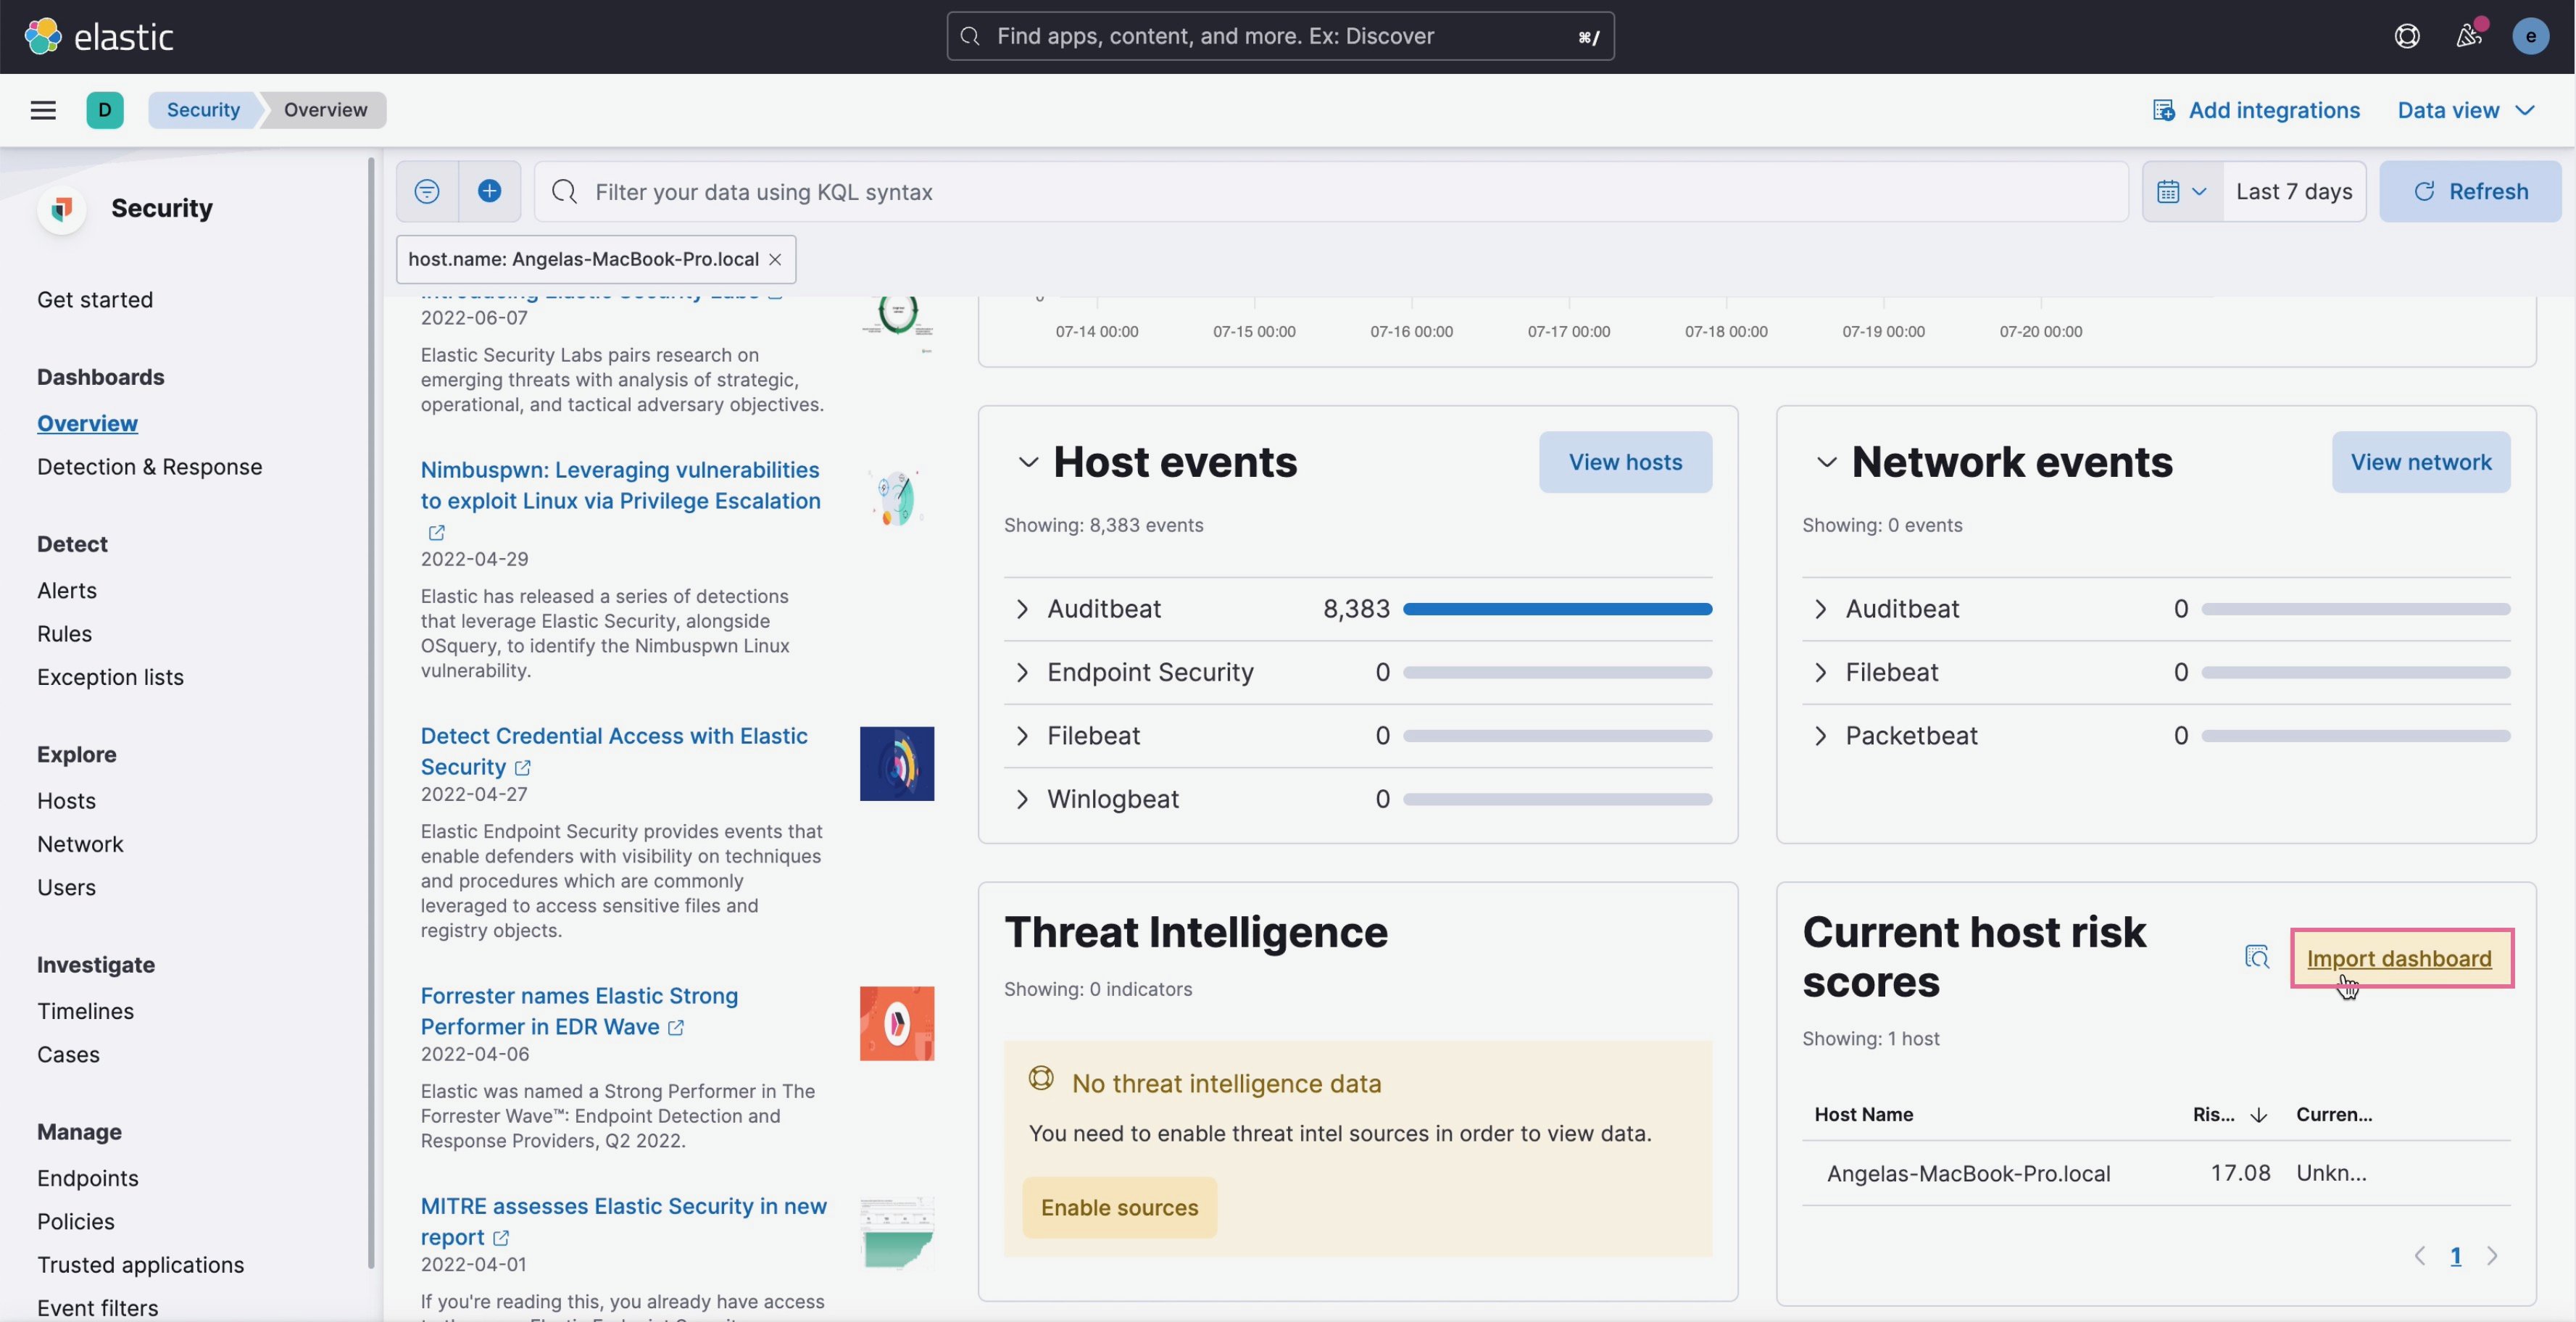 elastic
Find apps, content, and more. Ex: Discover
⌘/
e
D
Security
Overview
Add integrations
Data view
Security
Get started
Dashboards
Overview
Detection & Response
Detect
Alerts
Rules
Exception lists
Explore
Hosts
Network
Users
Investigate
Timelines
Cases
Manage
Endpoints
Policies
Trusted applications
Event filters
Filter your data using KQL syntax
Last 7 days
Refresh
host.name: Angelas-MacBook-Pro.local
Introducing Elastic Security Labs
2022-06-07
Elastic Security Labs pairs research on
emerging threats with analysis of strategic,
operational, and tactical adversary objectives.
Nimbuspwn: Leveraging vulnerabilities
to exploit Linux via Privilege Escalation
2022-04-29
Elastic has released a series of detections
that leverage Elastic Security, alongside
OSquery, to identify the Nimbuspwn Linux
vulnerability.
Detect Credential Access with Elastic
Security
2022-04-27
Elastic Endpoint Security provides events that
enable defenders with visibility on techniques
and procedures which are commonly
leveraged to access sensitive files and
registry objects.
Forrester names Elastic Strong
Performer in EDR Wave
2022-04-06
Elastic was named a Strong Performer in The
Forrester Wave™: Endpoint Detection and
Response Providers, Q2 2022.
MITRE assesses Elastic Security in new
report
2022-04-01
If you're reading this, you already have access
0
07-14 00:00 07-15 00:00 07-16 00:00 07-17 00:00 07-18 00:00 07-19 00:00 07-20 00:00
Host events
View hosts
Showing: 8,383 events
Auditbeat 8,383
Endpoint Security 0
Filebeat 0
Winlogbeat 0
Network events
View network
Showing: 0 events
Auditbeat 0
Filebeat 0
Packetbeat 0
Threat Intelligence
Showing: 0 indicators
No threat intelligence data
You need to enable threat intel sources in order to view data.
Enable sources
Current host risk
scores
Import dashboard
Showing: 1 host
Host Name Ris... Curren...
Angelas-MacBook-Pro.local 17.08 Unkn...
1